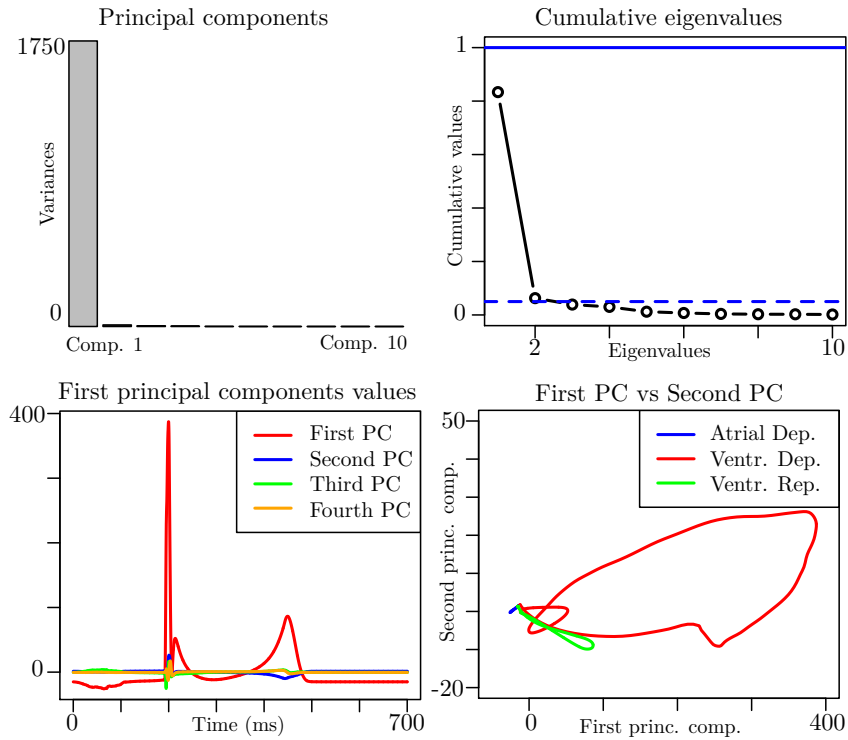 Principal components
1750
Variances
0
Comp. 1
Comp. 10
Cumulative eigenvalues
1
Cumulative values
0
2
Eigenvalues
10
First principal components values
400
First PC
Second PC
Third PC
Fourth PC
0
0
Time (ms)
700
First PC vs Second PC
50
Atrial Dep.
Ventr. Dep.
Ventr. Rep.
Second princ. comp.
-20
0
First princ. comp.
400